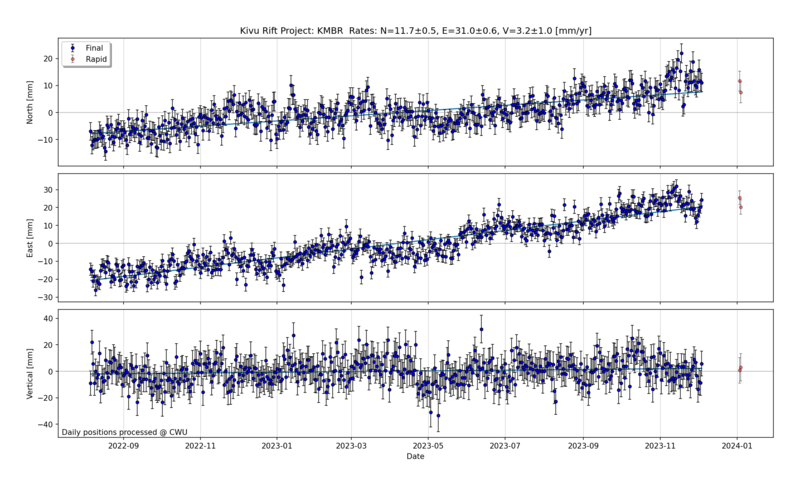 Kivu Rift Project: KMBR Rates: N=11.7±0.5, E=31.0±0.6, V=3.2±1.0 [mm/yr]
Final
Rapid
North [mm]
20
10
0
−10
East [mm]
30
20
10
0
−10
−20
−30
Vertical [mm]
40
20
0
−20
−40
Daily positions processed @ CWU
2022-09 2022-11 2023-01 2023-03 2023-05 2023-07 2023-09 2023-11 2024-01
Date